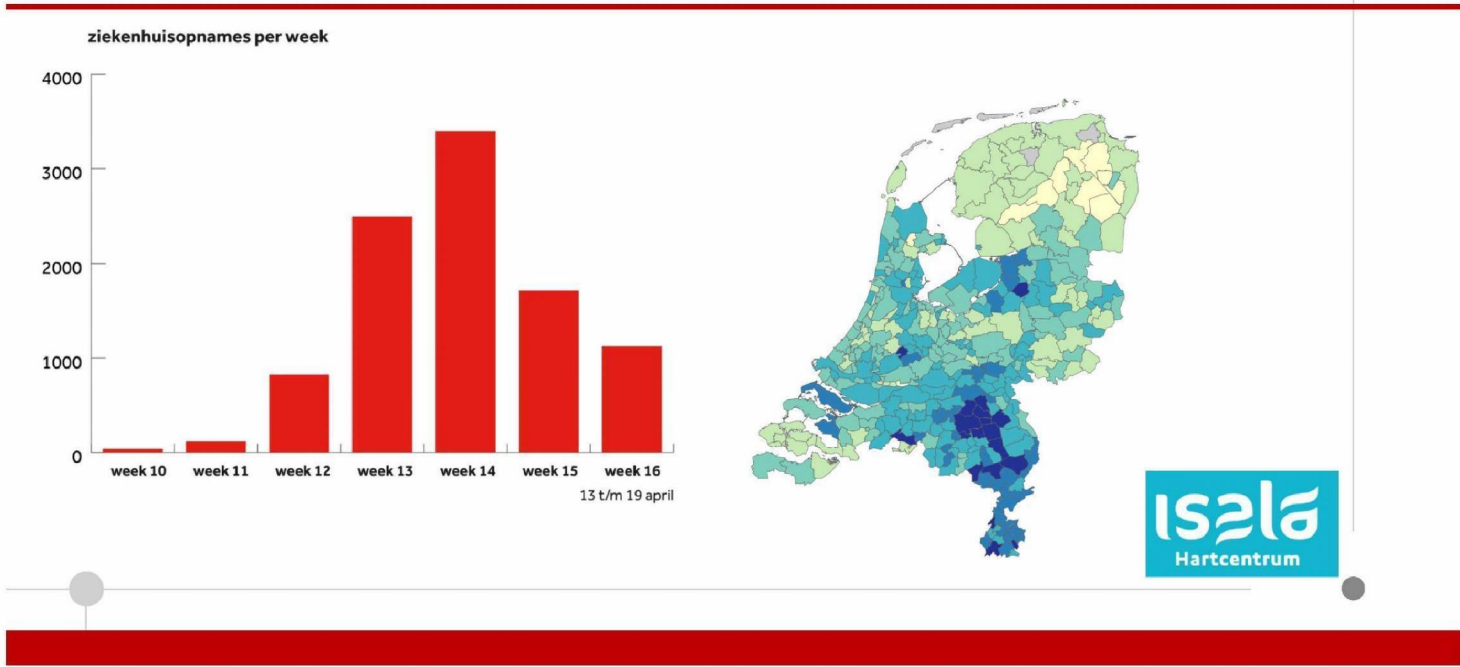 ziekenhuisopnames per week
4000
3000
2000
1000
0
week 10 week 11 week 12 week 13 week 14 week 15 week 16
13 t/m 19 april
Isala
Hartcentrum